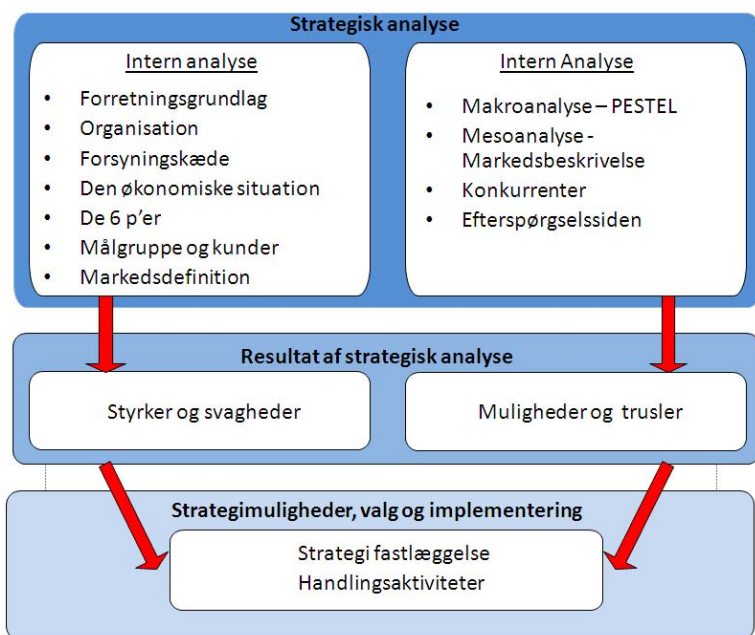 Strategisk analyse
Intern analyse
• Forretningsgrundlag
• Organisation
• Forsyningskæde
• Den økonomiske situation
• De 6 p'er
• Målgruppe og kunder
• Markedsdefinition
Intern Analyse
• Makroanalyse – PESTEL
• Mesoanalyse -
Markedsbeskrivelse
• Konkurrenter
• Efterspørgselssiden
Resultat af strategisk analyse
Styrker og svagheder
Muligheder og trusler
Strategimuligheder, valg og implementering
Strategi fastlæggelse
Handlingsaktiviteter